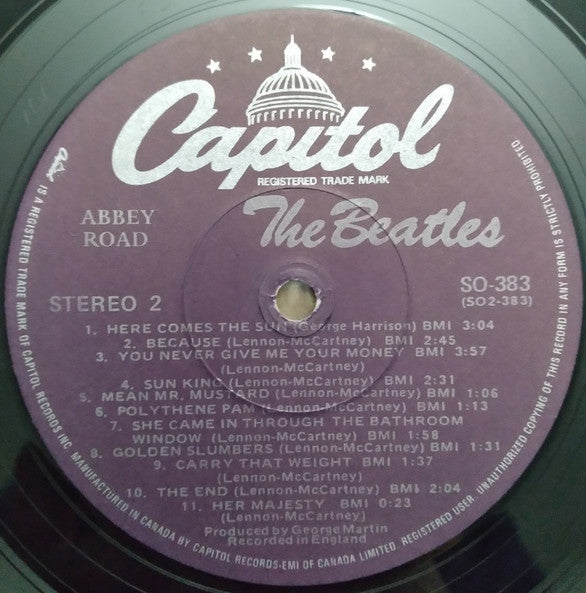 Capitol
REGISTERED TRADE MARK
The Beatles
ABBEY
ROAD
SO-383
STEREO 2
(SO2-383)
1. HERE COMES THE SUN (George Harrison) BMI 3:04
2. BECAUSE (Lennon-McCartney) BMI 2:45
3. YOU NEVER GIVE ME YOUR MONEY BMI 3:57
(Lennon-McCartney)
4. SUN KING (Lennon-McCartney) BMI 2:31
5. MEAN MR. MUSTARD (Lennon-McCartney) BMI 1:06
6. POLYTHENE PAM (Lennon-McCartney) BMI 1:13
7. SHE CAME IN THROUGH THE BATHROOM
WINDOW (Lennon-McCartney) BMI 1:58
8. GOLDEN SLUMBERS (Lennon-McCartney) BMI 1:31
9. CARRY THAT WEIGHT BMI 1:37
(Lennon-McCartney)
10. THE END (Lennon-McCartney) BMI 2:04
11. HER MAJESTY BMI 0:23
(Lennon-McCartney)
Produced by George Martin
Recorded in England
Capitol IS A REGISTERED TRADE MARK OF CAPITOL RECORDS INC. MANUFACTURED IN CANADA BY CAPITOL RECORDS-EMI OF CANADA LIMITED. REGISTERED USER. UNAUTHORIZED COPYING OF THIS RECORD IN ANY FORM IS STRICTLY PROHIBITED